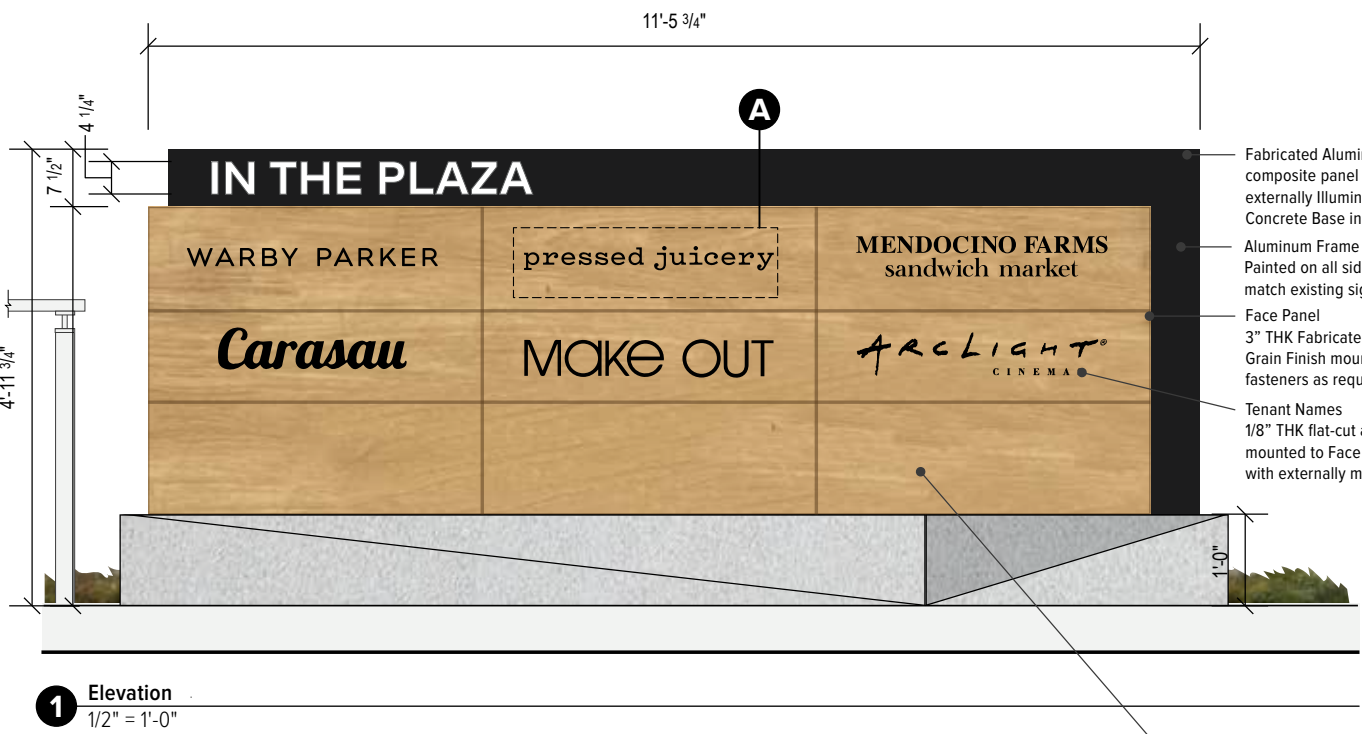 11'-5 3/4"
A
4 1/4"
7 1/2"
4'-11 3/4"
IN THE PLAZA
WARBY PARKER
pressed juicery
MENDOCINO FARMS
sandwich market
Carasau
Make OUT
ArcLight®
CINEMA
composite panel
externally Illumin
Concrete Base in
Aluminum Frame
Painted on all sid
match existing sig
Face Panel
3” THK Fabricate
Grain Finish mour
fasteners as requ
Tenant Names
1/8” THK flat-cut a
mounted to Face
with externally m
Fabricated Alumi
1'-0"
1
Elevation
1/2" = 1'-0"